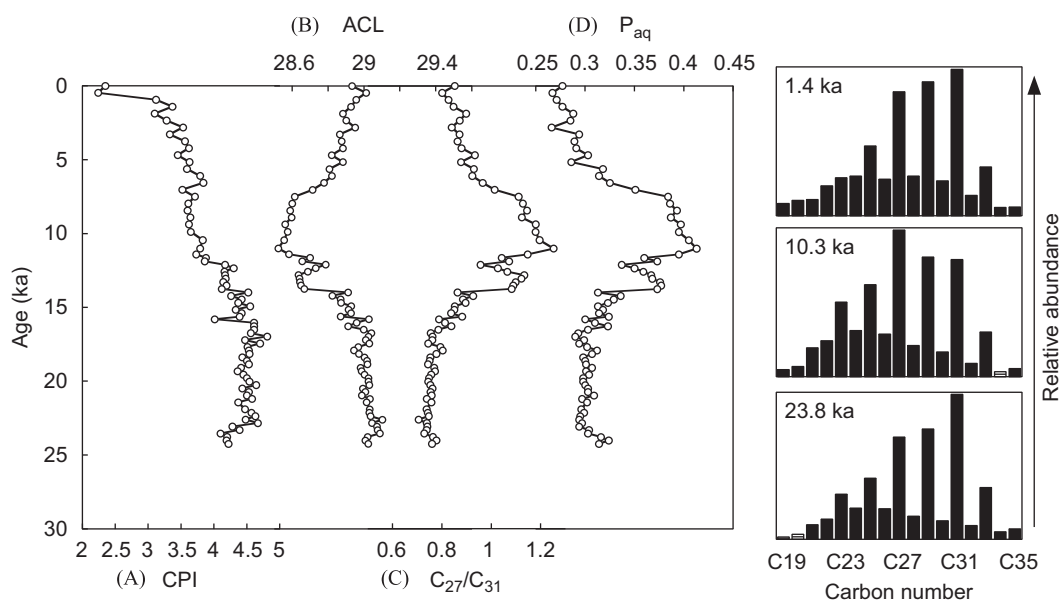 (B) ACL (D) Paq
28.6 29 29.4 0.25 0.3 0.35 0.4 0.45
0
5
10
15
20
25
30
Age (ka)
2 2.5 3 3.5 4 4.5 5 0.6 0.8 1 1.2
(A) CPI (C) C27/C31
1.4 ka
10.3 ka
23.8 ka
Relative abundance
C19 C23 C27 C31 C35
Carbon number